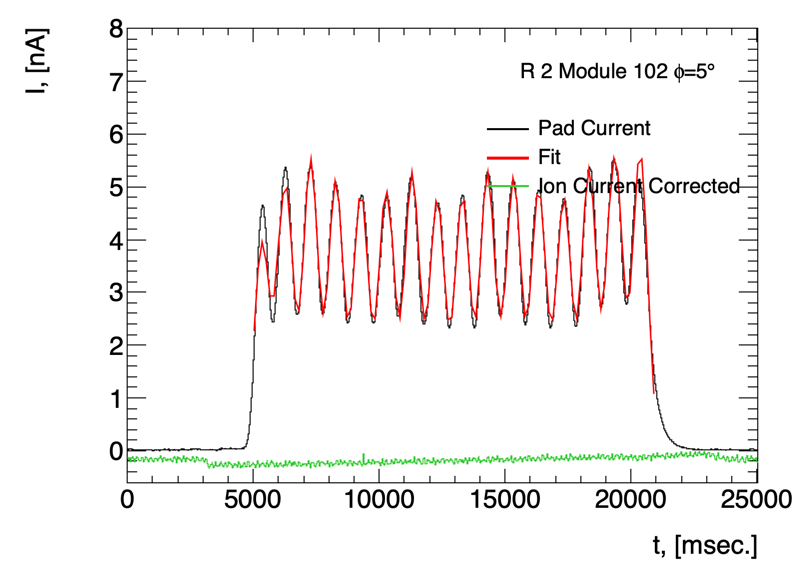 I, [nA]
8
7
6
5
4
3
2
1
0
R 2 Module 102 ϕ=5°
Pad Current
Fit
Ion Current Corrected
0 5000 10000 15000 20000 25000
t, [msec.]